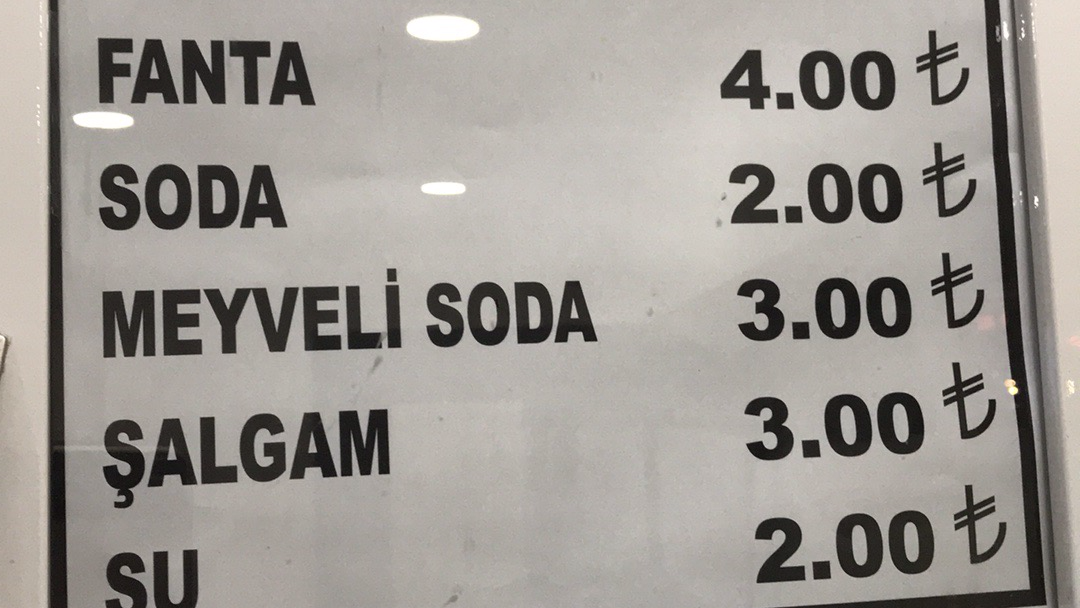 FANTA 4.00 ₺
SODA 2.00 ₺
MEYVELİ SODA 3.00 ₺
ŞALGAM 3.00 ₺
SU 2.00 ₺